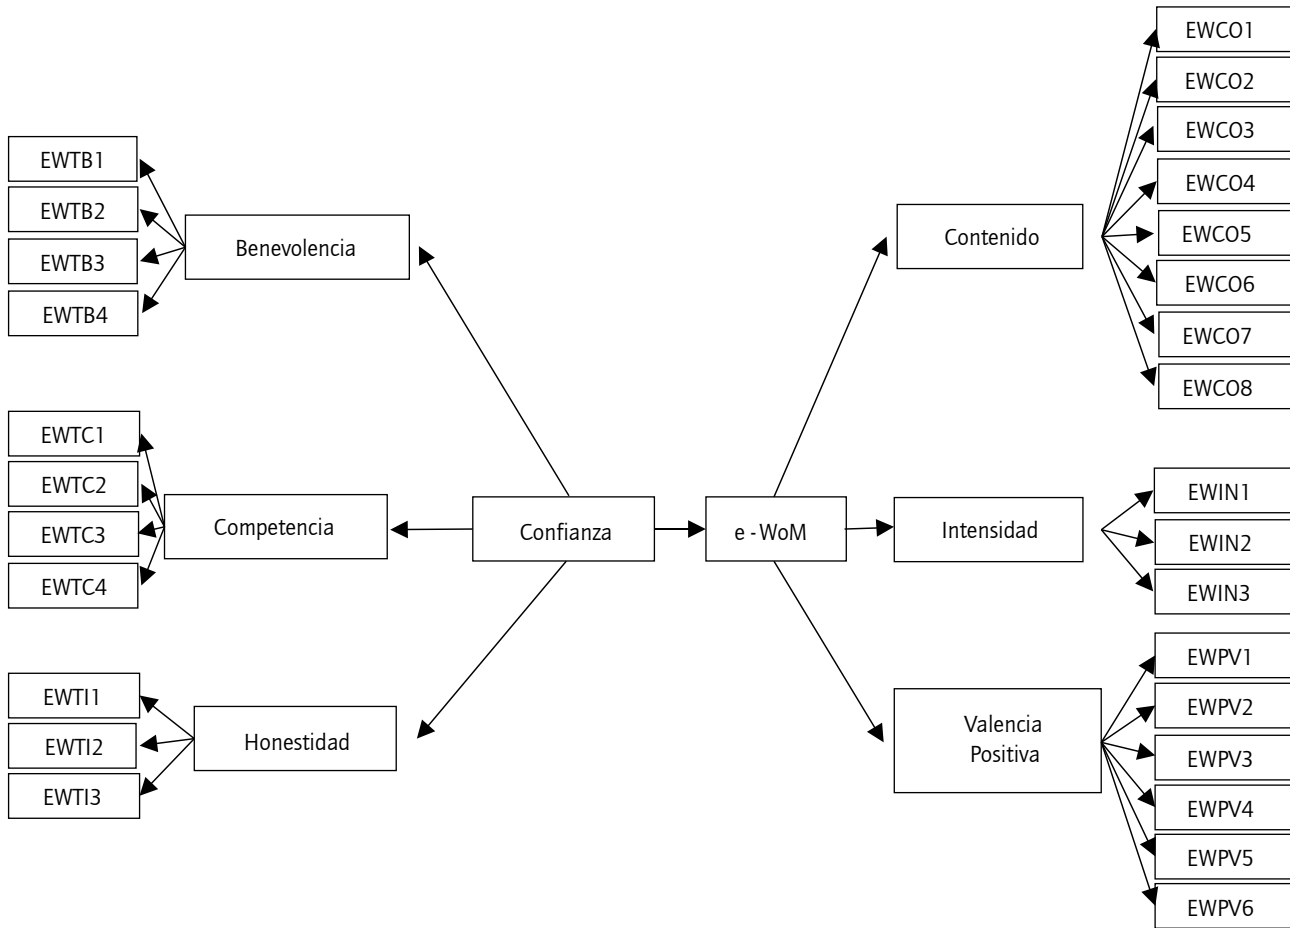 EWTB1
EWTB2
EWTB3
EWTB4
Benevolencia
EWTC1
EWTC2
EWTC3
EWTC4
Competencia
EWTI1
EWTI2
EWTI3
Honestidad
Confianza
e - WoM
Contenido
EWCO1
EWCO2
EWCO3
EWCO4
EWCO5
EWCO6
EWCO7
EWCO8
Intensidad
EWIN1
EWIN2
EWIN3
Valencia
Positiva
EWPV1
EWPV2
EWPV3
EWPV4
EWPV5
EWPV6